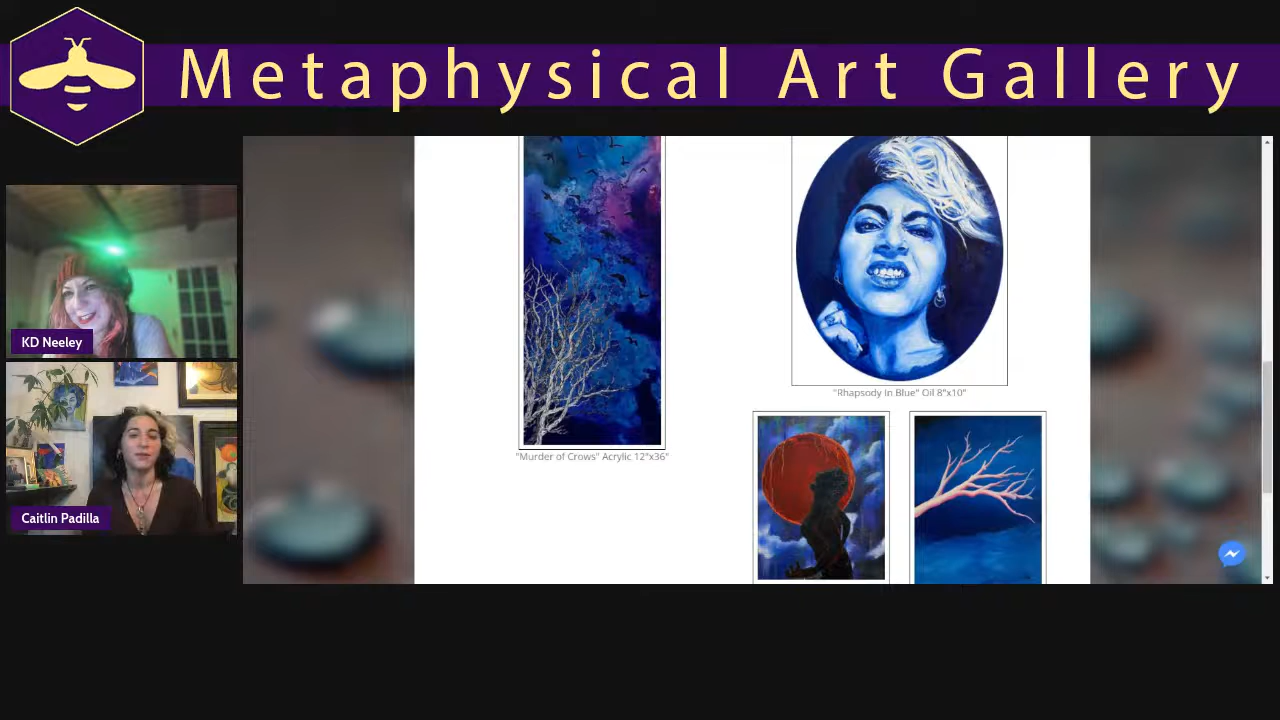 Metaphysical Art Gallery
KD Neeley
Caitlin Padilla
"Murder of Crows" Acrylic 12"x36"
"Rhapsody In Blue" Oil 8"x10"